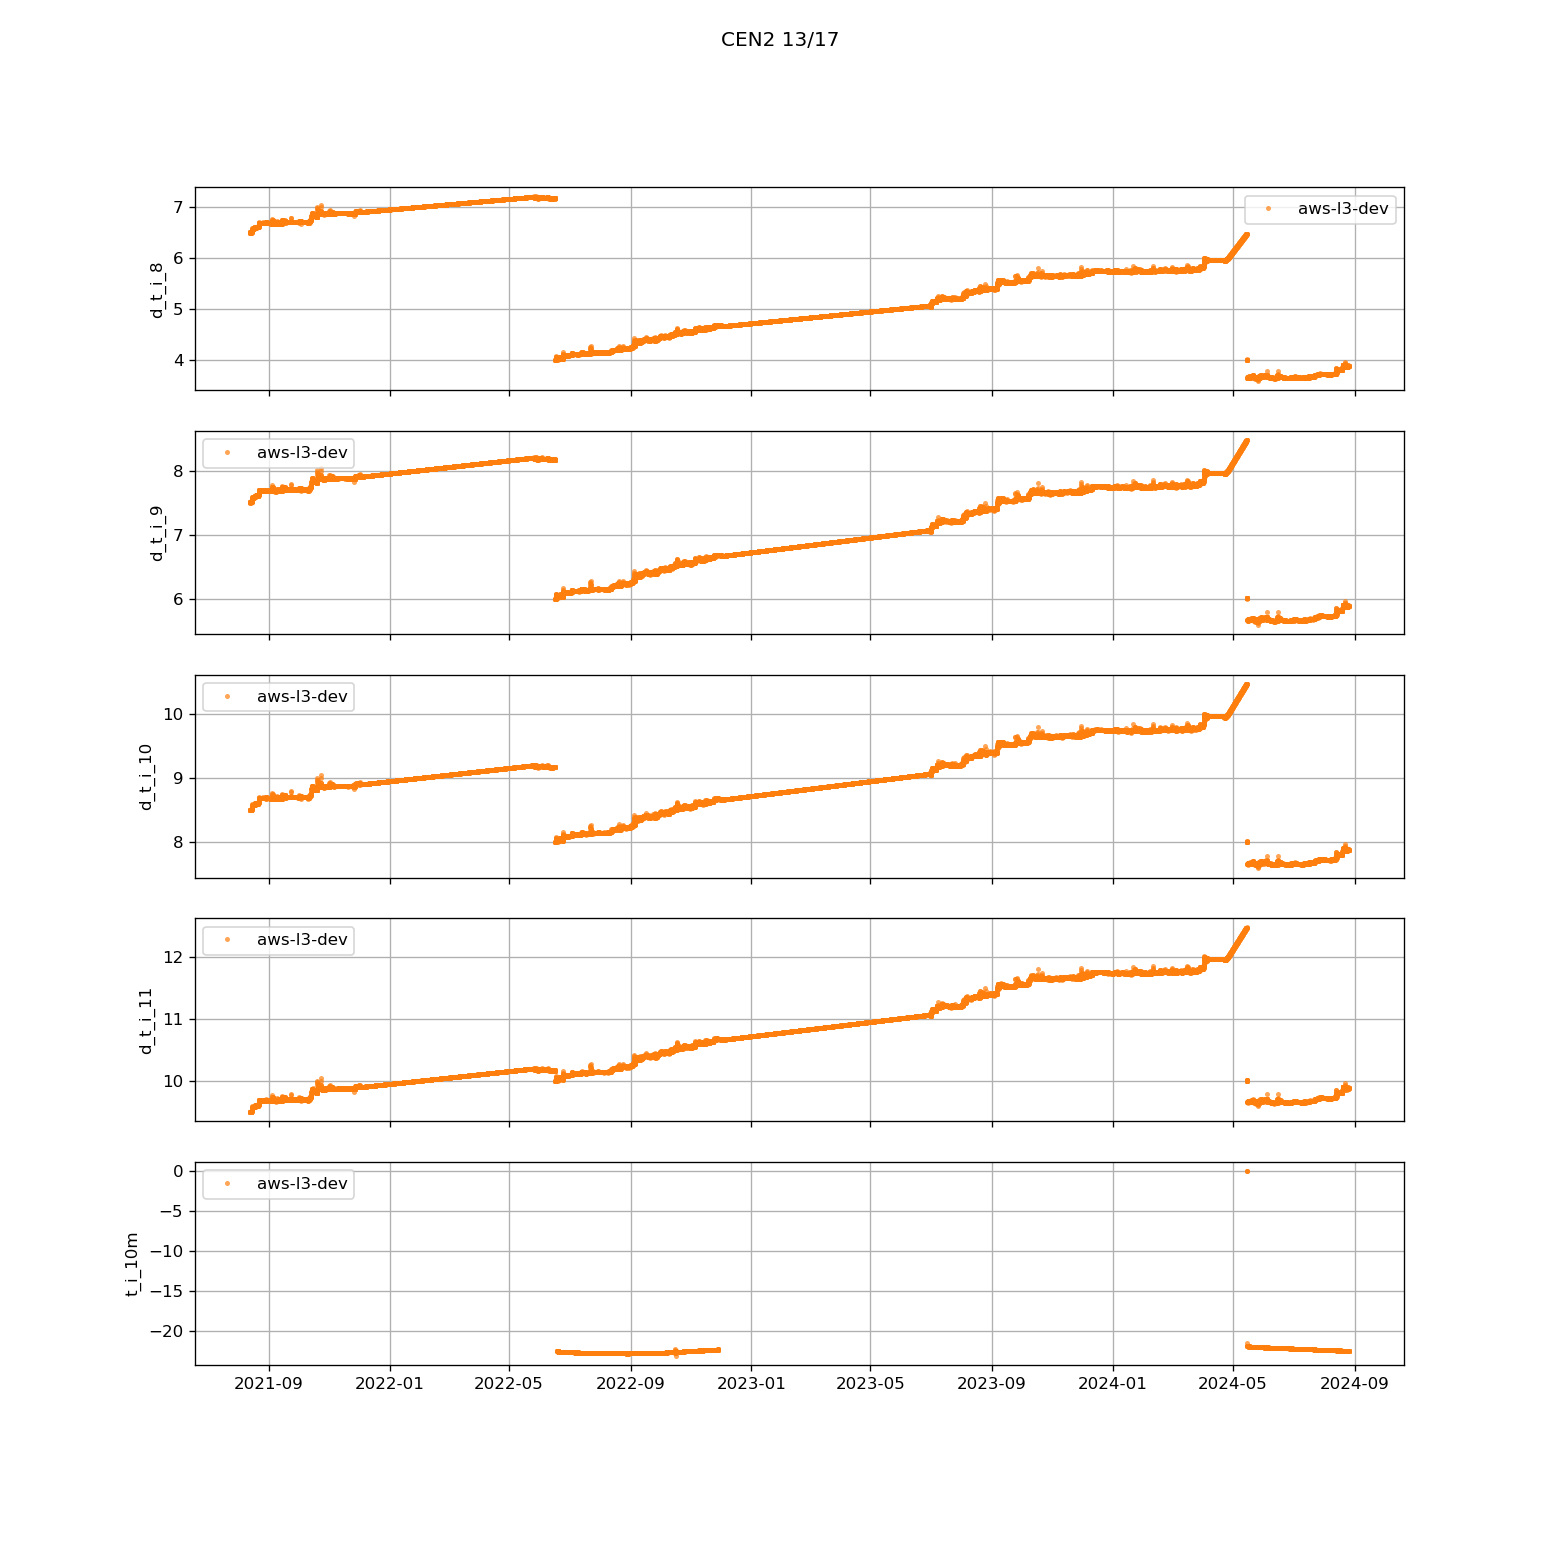 CEN2 13/17
7
6
5
4
d_t_i_8
aws-l3-dev
8
7
6
d_t_i_9
aws-l3-dev
10
9
8
d_t_i_10
aws-l3-dev
12
11
10
d_t_i_11
aws-l3-dev
0
−5
−10
−15
−20
t_i_10m
aws-l3-dev
2021-09 2022-01 2022-05 2022-09 2023-01 2023-05 2023-09 2024-01 2024-05 2024-09